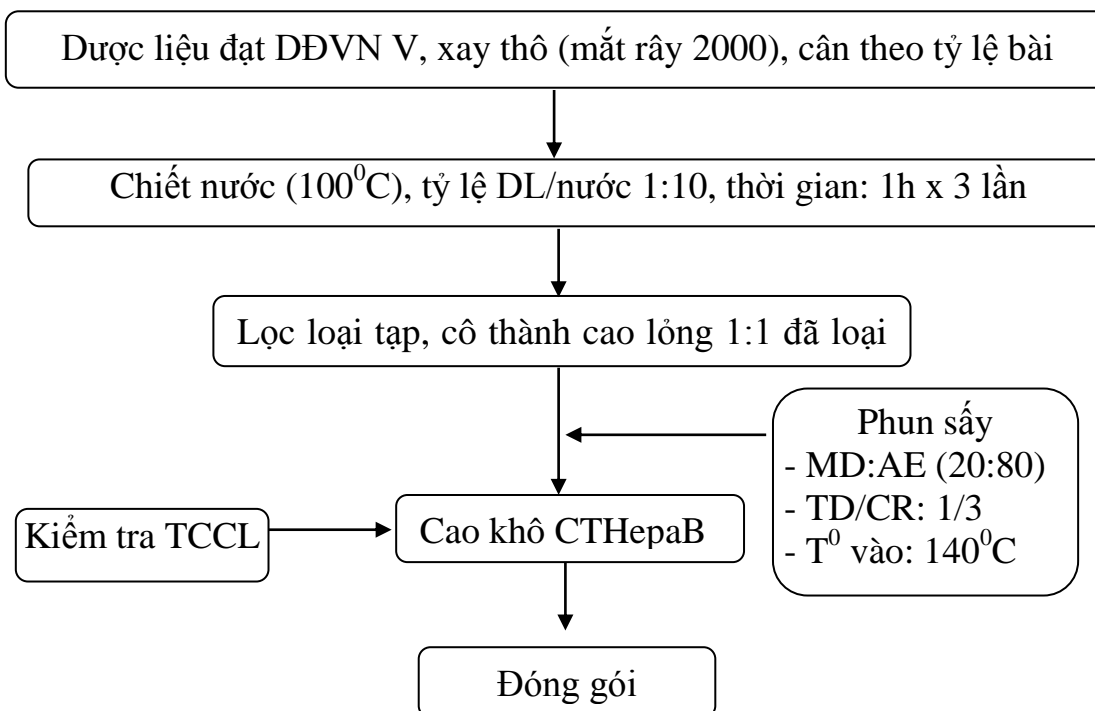 Dược liệu đạt DĐVN V, xay thô (mắt rây 2000), cân theo tỷ lệ bài
Chiết nước (100⁰C), tỷ lệ DL/nước 1:10, thời gian: 1h x 3 lần
Lọc loại tạp, cô thành cao lỏng 1:1 đã loại
Phun sấy
- MD:AE (20:80)
- TD/CR: 1/3
- T⁰ vào: 140⁰C
Kiểm tra TCCL
Cao khô CTHepaB
Đóng gói